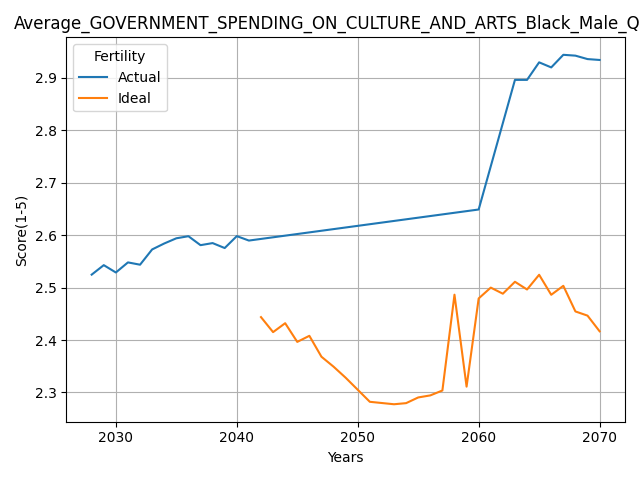 Average_GOVERNMENT_SPENDING_ON_CULTURE_AND_ARTS_Black_Male_Q
Fertility
Actual
Ideal
Score(1-5)
2.9
2.8
2.7
2.6
2.5
2.4
2.3
2030 2040 2050 2060 2070
Years